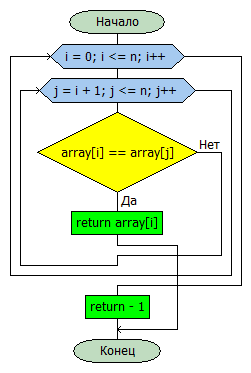 Начало
i = 0; i <= n; i++
j = i + 1; j <= n; j++
array[i] == array[j]
Нет
Да
return array[i]
return - 1
Конец